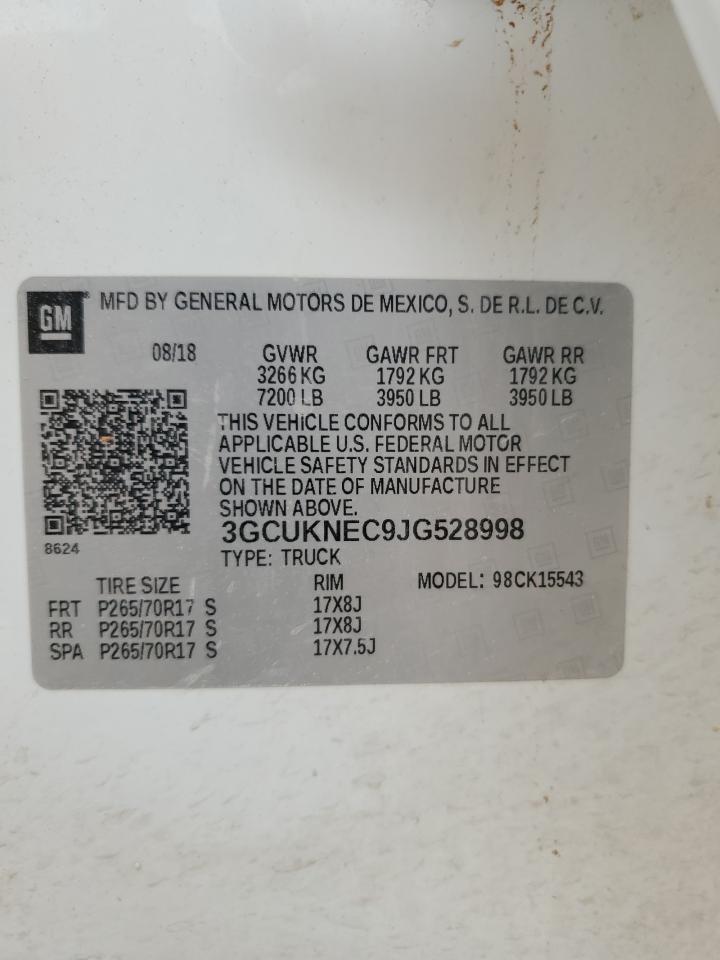 GM
MFD BY GENERAL MOTORS DE MEXICO, S. DE R.L. DE C.V.
08/18 GVWR GAWR FRT GAWR RR
3266 KG 1792 KG 1792 KG
7200 LB 3950 LB 3950 LB
THIS VEHICLE CONFORMS TO ALL
APPLICABLE U.S. FEDERAL MOTOR
VEHICLE SAFETY STANDARDS IN EFFECT
ON THE DATE OF MANUFACTURE
SHOWN ABOVE.
8624
3GCUKNEC9JG528998
TYPE: TRUCK
TIRE SIZE RIM MODEL: 98CK15543
FRT P265/70R17 S 17X8J
RR P265/70R17 S 17X8J
SPA P265/70R17 S 17X7.5J